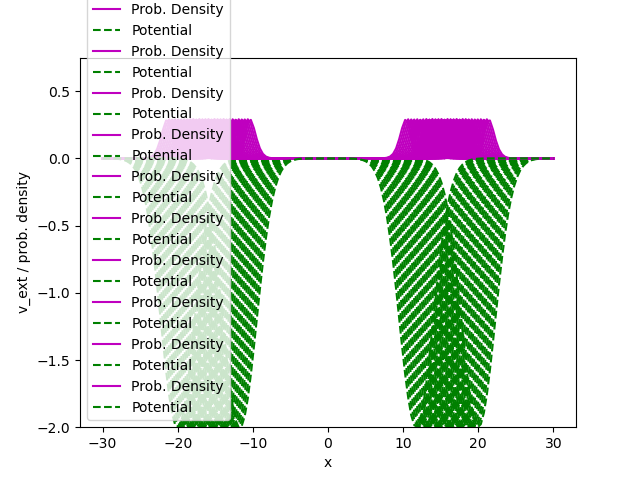 Prob. Density
Potential
Prob. Density
Potential
Prob. Density
Potential
Prob. Density
Potential
Prob. Density
Potential
Prob. Density
Potential
Prob. Density
Potential
Prob. Density
Potential
Prob. Density
Potential
Prob. Density
Potential
v_ext / prob. density
0.5
0.0
−0.5
−1.0
−1.5
−2.0
−30 −20 −10 0 10 20 30
x